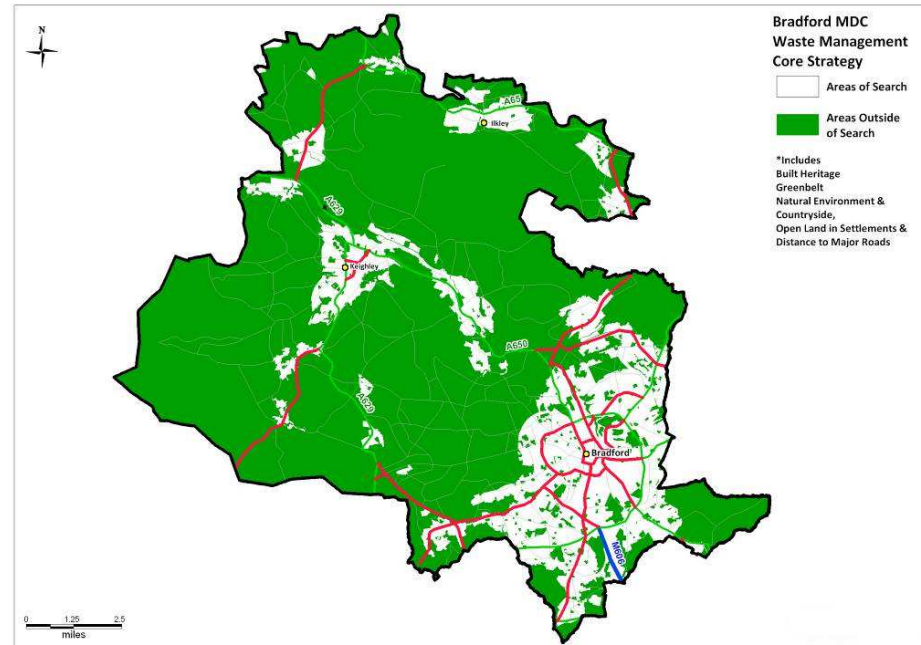 Bradford MDC
Waste Management
Core Strategy
Areas of Search
Areas Outside
of Search
*Includes
Built Heritage
Greenbelt
Natural Environment &
Countryside,
Open Land in Settlements &
Distance to Major Roads
N
A65
Ilkley
A629
Keighley
A650
A629
Bradford
M606
0 1.25 2.5
miles